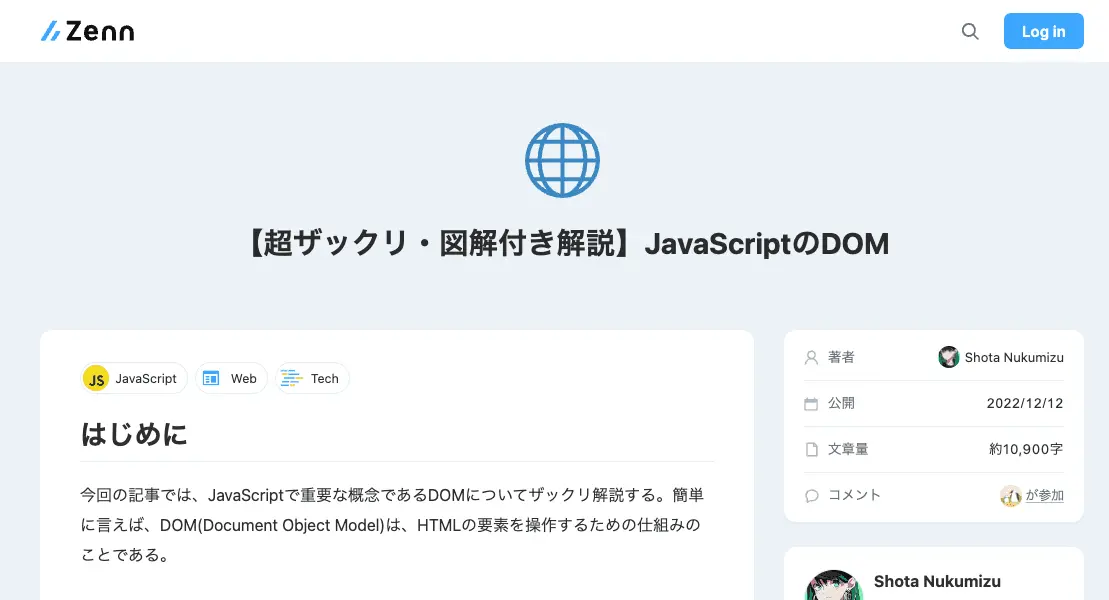 Zenn
Log in
【超ザックリ・図解付き解説】JavaScriptのDOM
JS JavaScript Web Tech
はじめに
今回の記事では、JavaScriptで重要な概念であるDOMについてザックリ解説する。簡単
に言えば、DOM(Document Object Model)は、HTMLの要素を操作するための仕組みの
ことである。
著者 Shota Nukumizu
公開 2022/12/12
文章量 約10,900字
コメント が参加
Shota Nukumizu